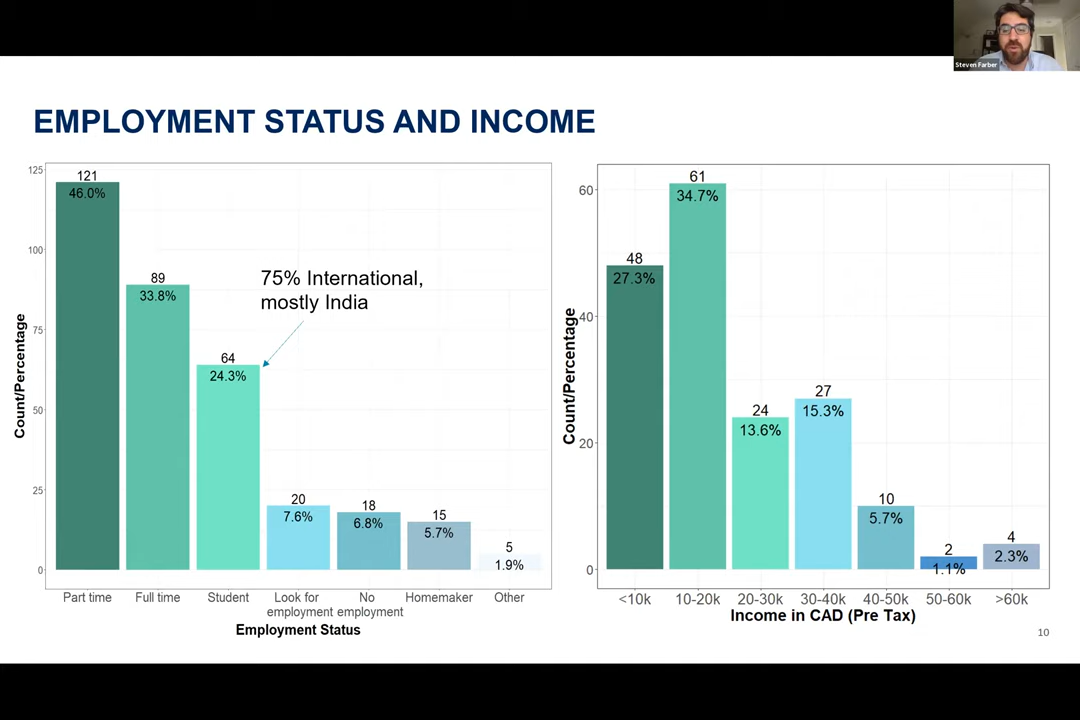 Steven Farber
EMPLOYMENT STATUS AND INCOME
Count/Percentage
125
100
75
50
25
0
121
46.0%
89
33.8%
64
24.3%
20
7.6%
18
6.8%
15
5.7%
5
1.9%
75% International,
mostly India
Part time
Full time
Student
Look for
employment
No
employment
Homemaker
Other
Employment Status
Count/Percentage
60
40
20
0
48
27.3%
61
34.7%
24
13.6%
27
15.3%
10
5.7%
2
1.1%
4
2.3%
<10k
10-20k
20-30k
30-40k
40-50k
50-60k
>60k
Income in CAD (Pre Tax)
10